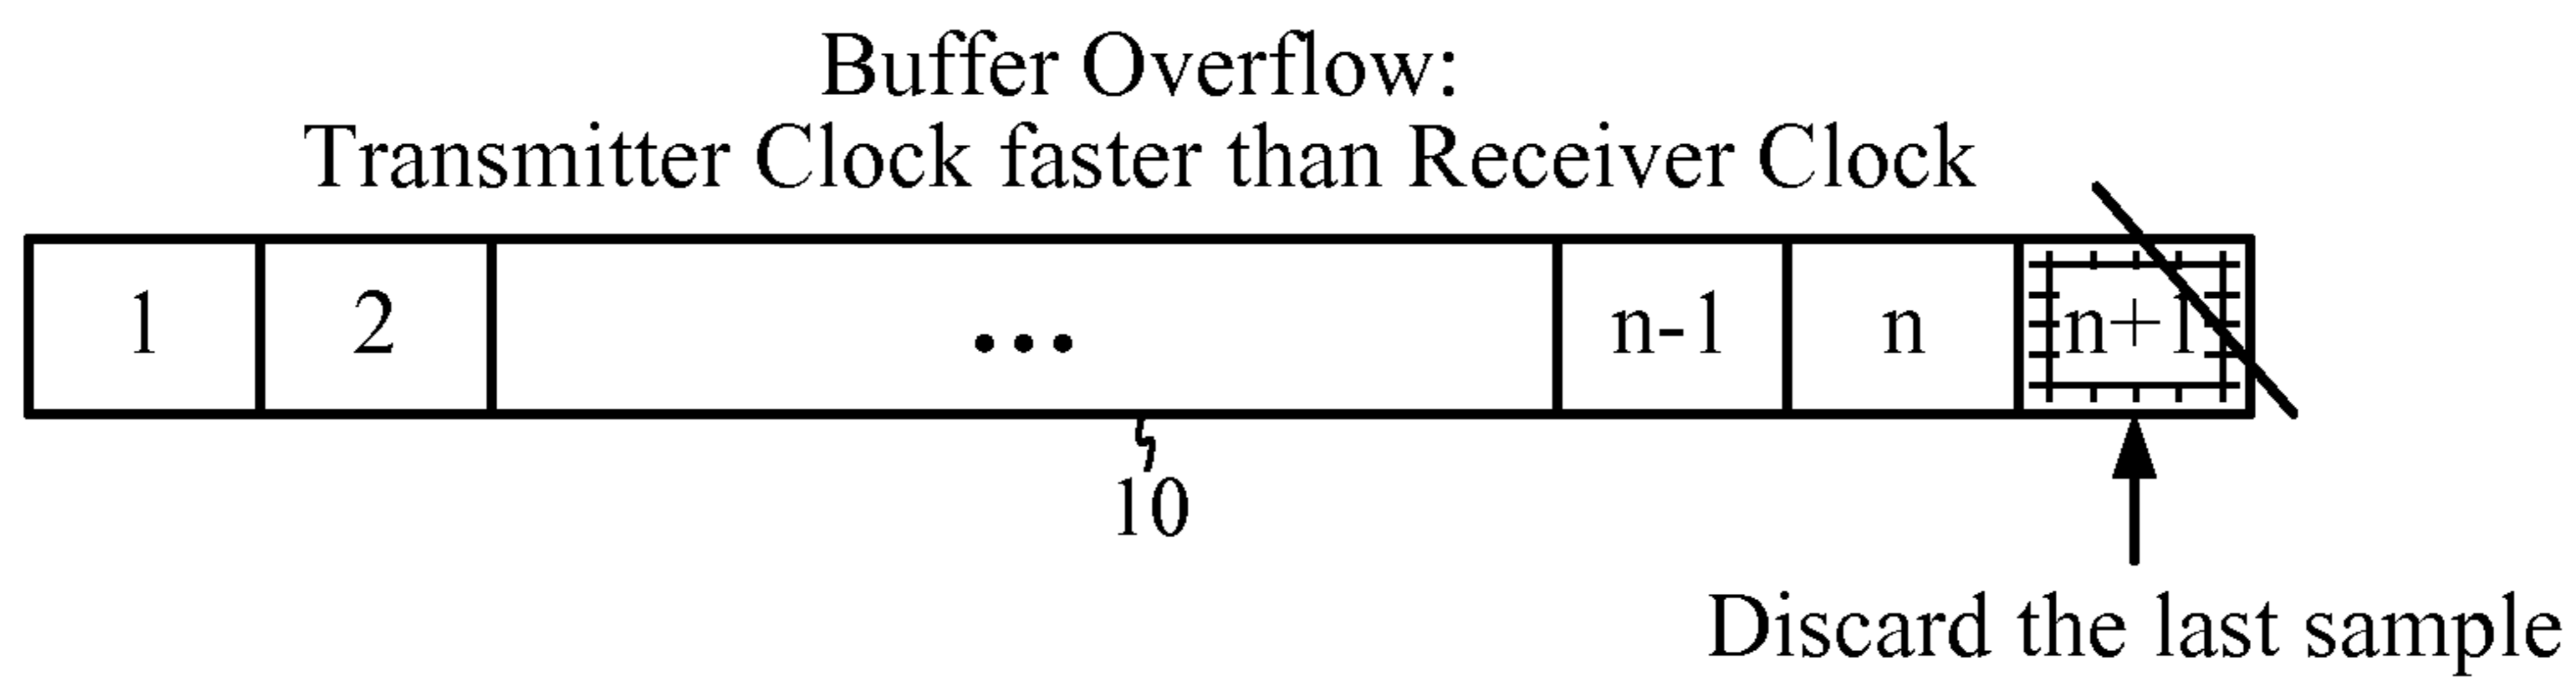 Buffer Overflow:
Transmitter Clock faster than Receiver Clock
1 2 ... n-1 n n+1
10
Discard the last sample